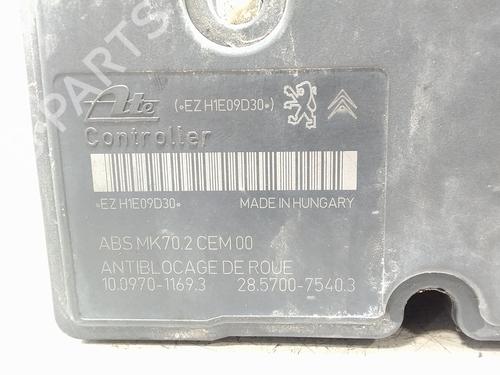 Ate (*EZ H1E09D30*)
Controller
*EZ H1E09D30*
MADE IN HUNGARY
ABS MK70.2 CEM 00
ANTIBLOCAGE DE ROUE
10.0970-1169.3 28.5700-7540.3
PARTS